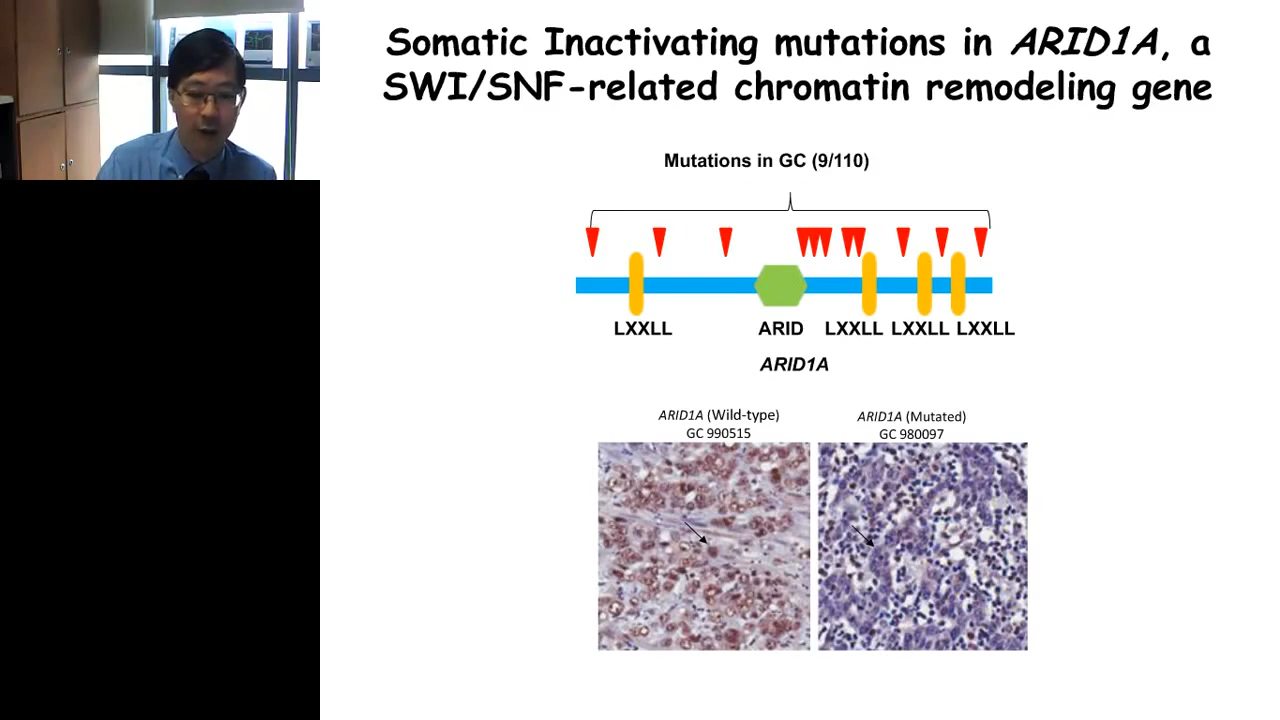 Somatic Inactivating mutations in ARID1A, a
SWI/SNF-related chromatin remodeling gene
Mutations in GC (9/110)
LXXLL ARID LXXLL LXXLL LXXLL
ARID1A
ARID1A (Wild-type) ARID1A (Mutated)
GC 990515 GC 980097